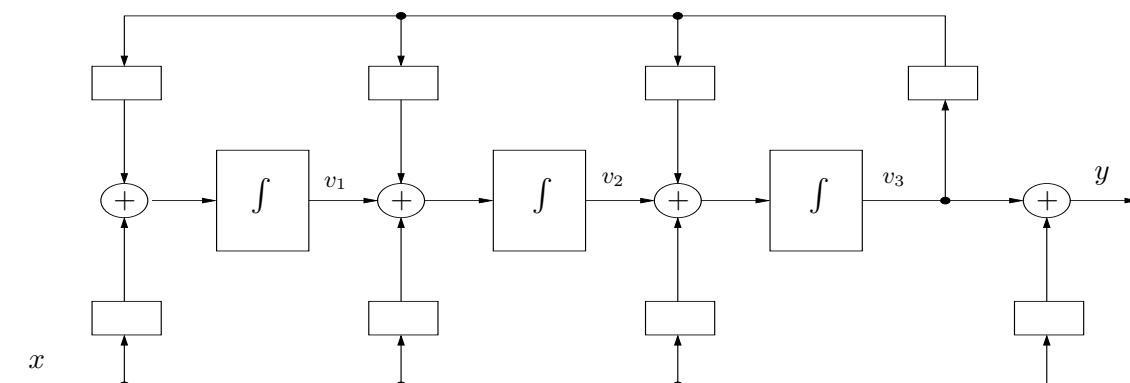 y
+ ∫ v₁ + ∫ v₂ + ∫ v₃ +
x